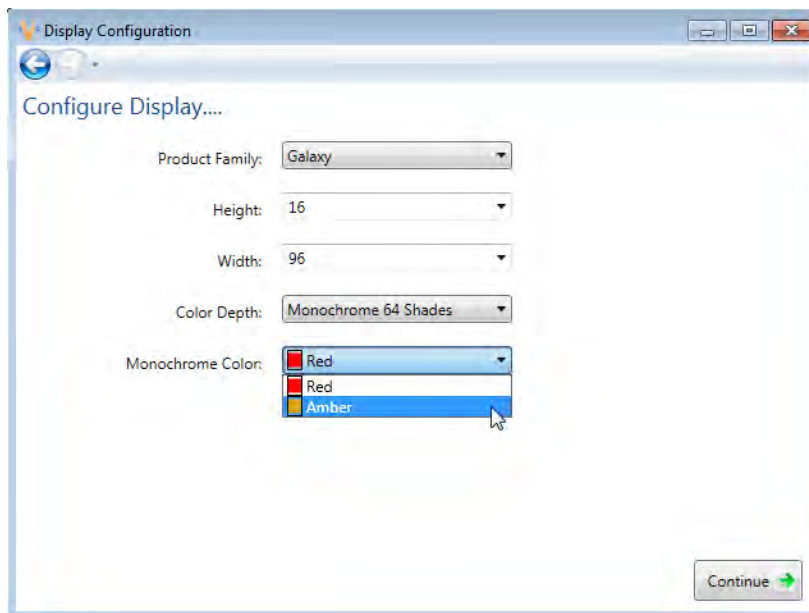 Display Configuration
Configure Display....
Product Family: Galaxy
Height: 16
Width: 96
Color Depth: Monochrome 64 Shades
Monochrome Color: Red
Red
Amber
Continue